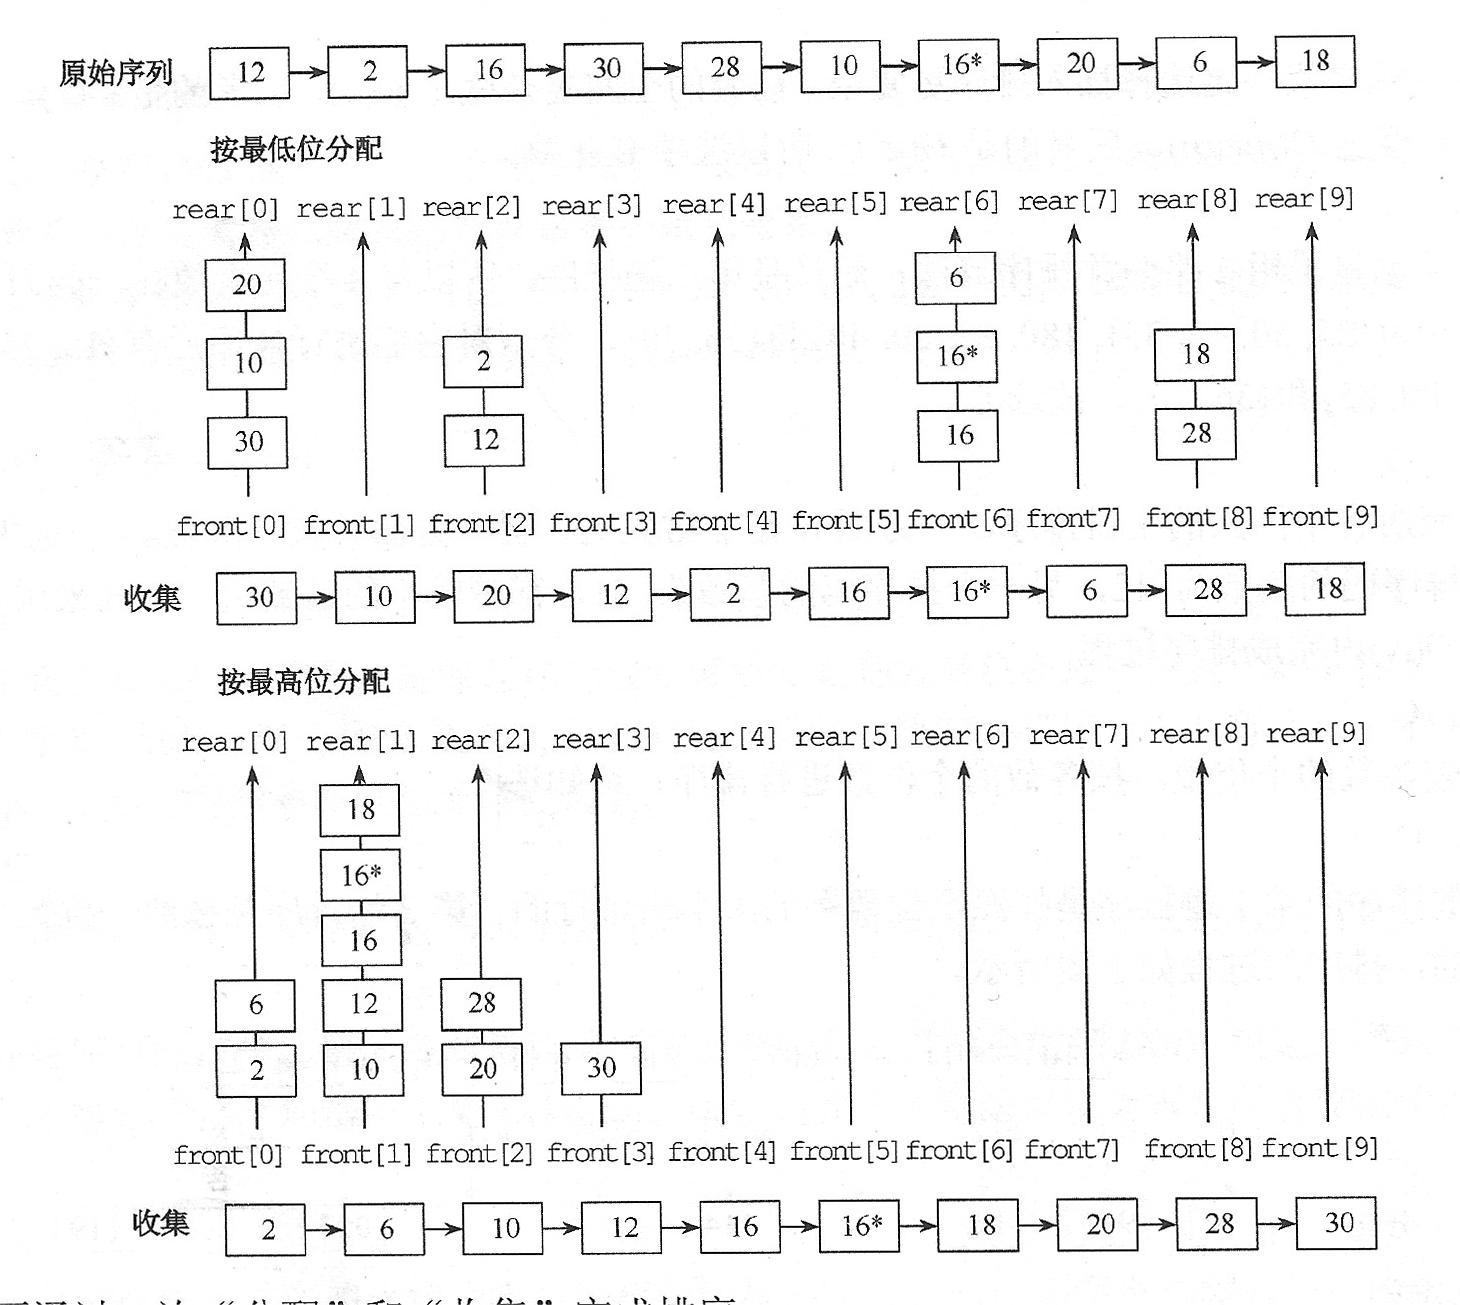 原始序列 12 2 16 30 28 10 16* 20 6 18
按最低位分配
rear[0] rear[1] rear[2] rear[3] rear[4] rear[5] rear[6] rear[7] rear[8] rear[9]
20 6
10 2 16* 18
30 12 16 28
front[0] front[1] front[2] front[3] front[4] front[5] front[6] front7] front[8] front[9]
收集 30 10 20 12 2 16 16* 6 28 18
按最高位分配
rear[0] rear[1] rear[2] rear[3] rear[4] rear[5] rear[6] rear[7] rear[8] rear[9]
18
16*
16
6 12 28
2 10 20 30
front[0] front[1] front[2] front[3] front[4] front[5] front[6] front7] front[8] front[9]
收集 2 6 10 12 16 16* 18 20 28 30